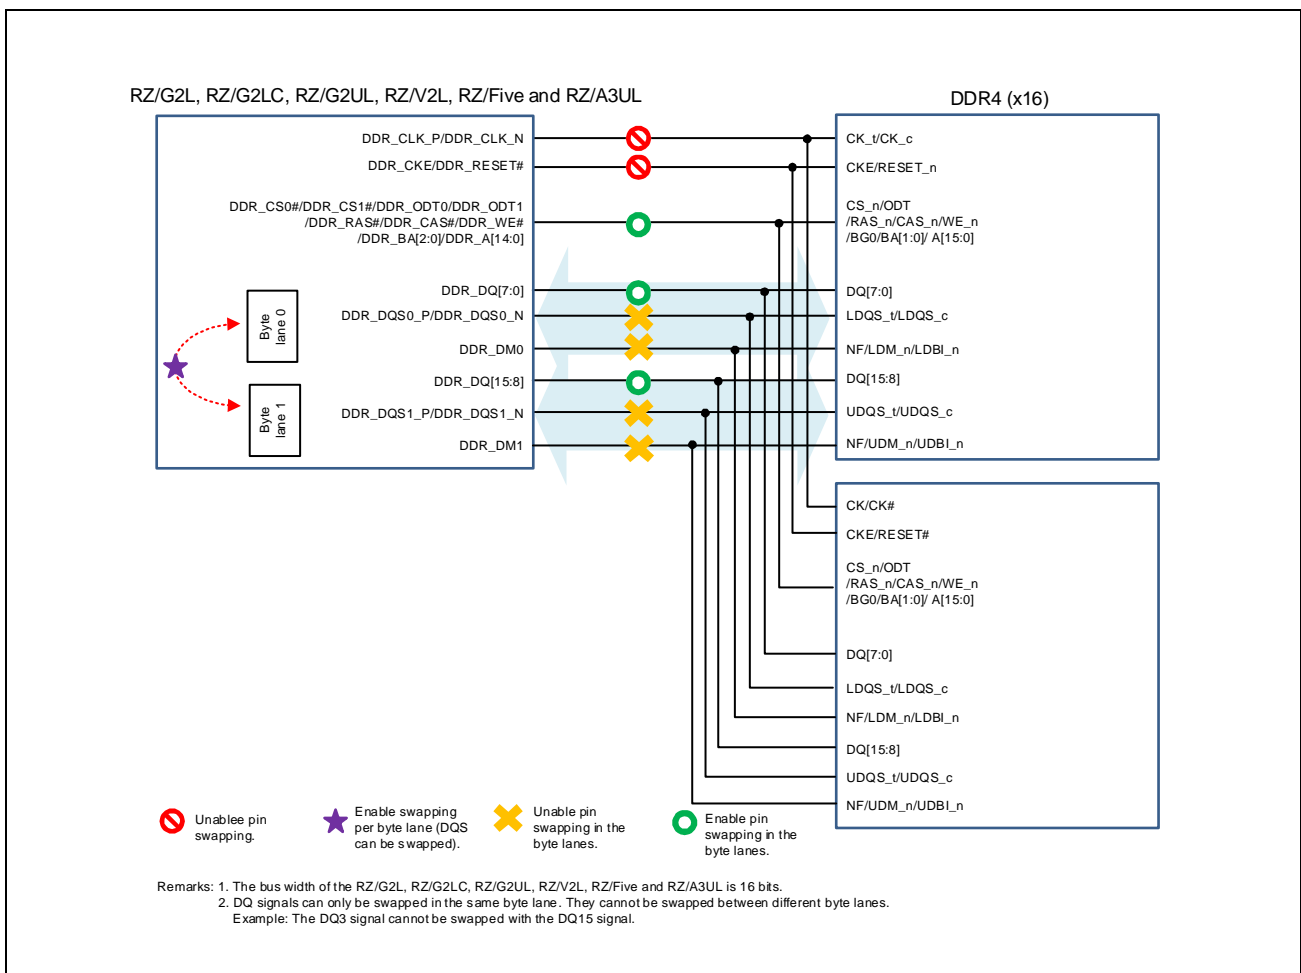 RZ/G2L, RZ/G2LC, RZ/G2UL, RZ/V2L, RZ/Five and RZ/A3UL
DDR4 (x16)
DDR_CLK_P/DDR_CLK_N
DDR_CKE/DDR_RESET#
DDR_CS0#/DDR_CS1#/DDR_ODT0/DDR_ODT1
/DDR_RAS#/DDR_CAS#/DDR_WE#
/DDR_BA[2:0]/DDR_A[14:0]
DDR_DQ[7:0]
DDR_DQS0_P/DDR_DQS0_N
DDR_DM0
DDR_DQ[15:8]
DDR_DQS1_P/DDR_DQS1_N
DDR_DM1
Byte
lane 0
Byte
lane 1
CK_t/CK_c
CKE/RESET_n
CS_n/ODT
/RAS_n/CAS_n/WE_n
/BG0/BA[1:0]/ A[15:0]
DQ[7:0]
LDQS_t/LDQS_c
NF/LDM_n/LDBI_n
DQ[15:8]
UDQS_t/UDQS_c
NF/UDM_n/UDBI_n
CK/CK#
CKE/RESET#
CS_n/ODT
/RAS_n/CAS_n/WE_n
/BG0/BA[1:0]/ A[15:0]
DQ[7:0]
LDQS_t/LDQS_c
NF/LDM_n/LDBI_n
DQ[15:8]
UDQS_t/UDQS_c
NF/UDM_n/UDBI_n
Unablee pin
swapping.
Enable swapping
per byte lane (DQS
can be swapped).
Unable pin
swapping in the
byte lanes.
Enable pin
swapping in the
byte lanes.
Remarks: 1. The bus width of the RZ/G2L, RZ/G2LC, RZ/G2UL, RZ/V2L, RZ/Five and RZ/A3UL is 16 bits.
2. DQ signals can only be swapped in the same byte lane. They cannot be swapped between different byte lanes.
Example: The DQ3 signal cannot be swapped with the DQ15 signal.